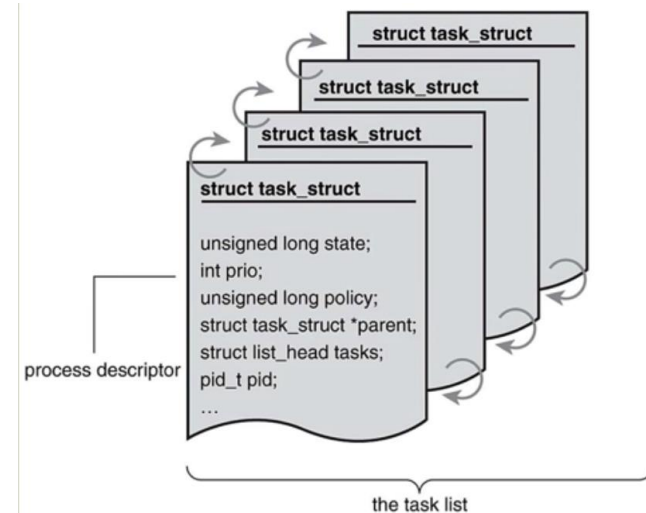 struct task_struct
struct task_struct
struct task_struct
struct task_struct
unsigned long state;
int prio;
unsigned long policy;
struct task_struct *parent;
struct list_head tasks;
pid_t pid;
...
process descriptor
the task list